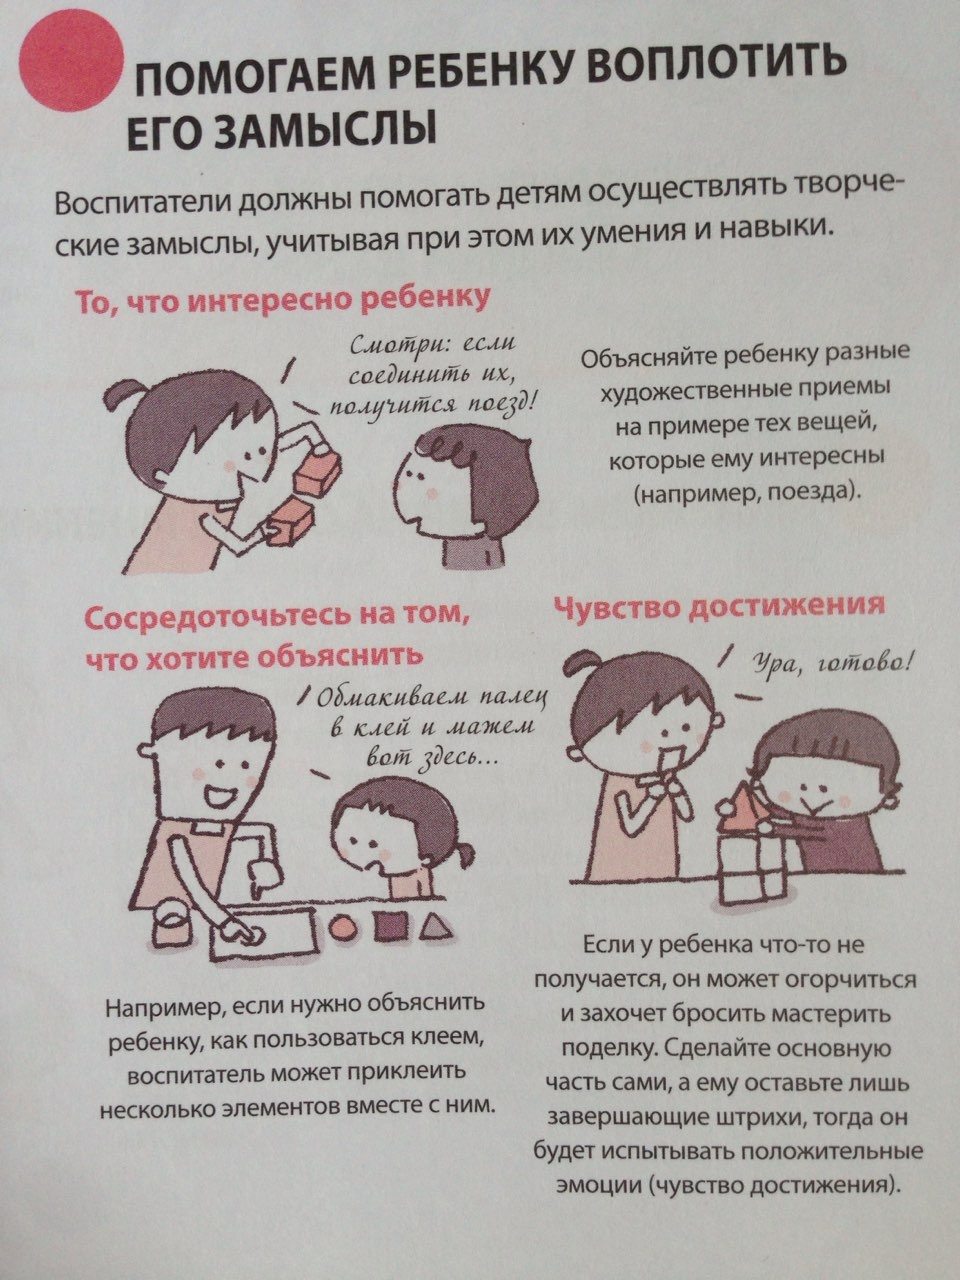 ПОМОГАЕМ РЕБЕНКУ ВОПЛОТИТЬ
ЕГО ЗАМЫСЛЫ
Воспитатели должны помогать детям осуществлять творче-
ские замыслы, учитывая при этом их умения и навыки.
То, что интересно ребенку
Смотри: если
соединить их,
получится поезд!
Объясняйте ребенку разные
художественные приемы
на примере тех вещей,
которые ему интересны
(например, поезда).
Сосредоточьтесь на том,
что хотите объяснить
Обмакиваем палец
в клей и мажем
вот здесь...
Например, если нужно объяснить
ребенку, как пользоваться клеем,
воспитатель может приклеить
несколько элементов вместе с ним.
Чувство достижения
Ура, готово!
Если у ребенка что-то не
получается, он может огорчиться
и захочет бросить мастерить
поделку. Сделайте основную
часть сами, а ему оставьте лишь
завершающие штрихи, тогда он
будет испытывать положительные
эмоции (чувство достижения).